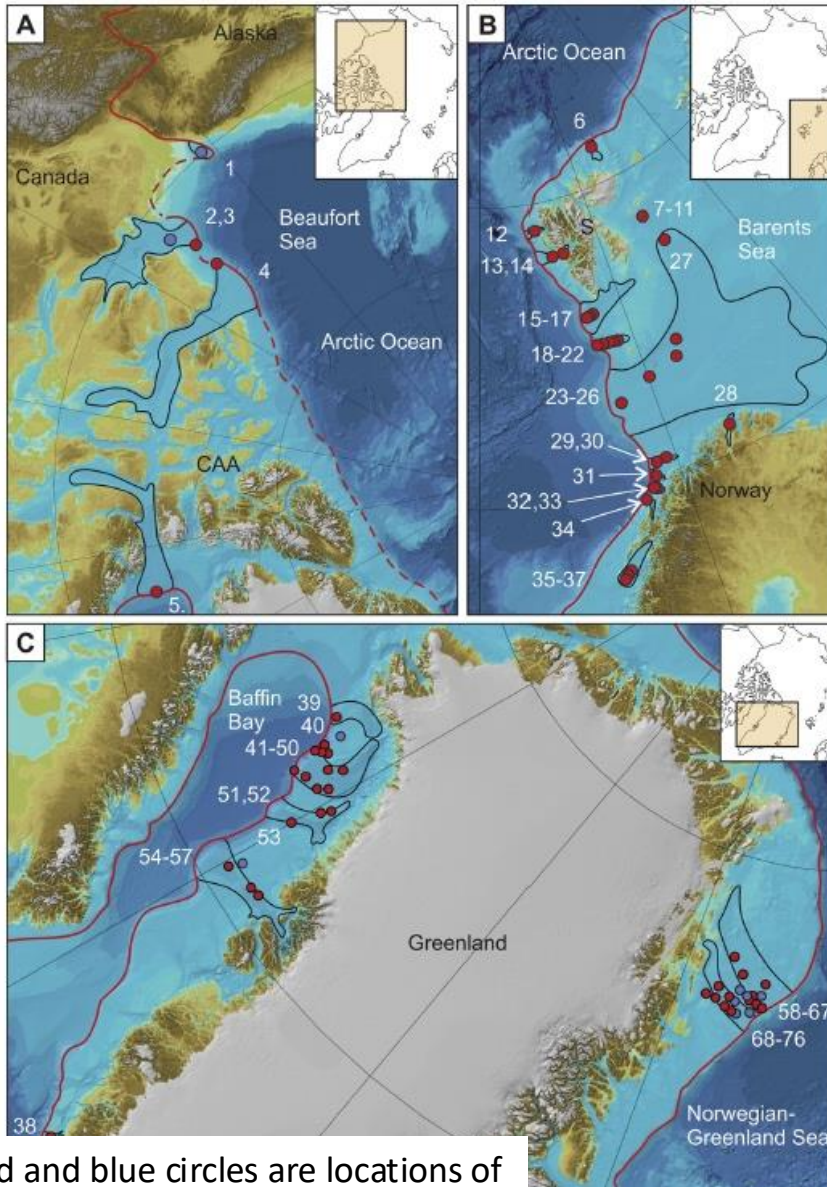 A
Alaska
Canada
1
2,3
Beaufort
Sea
4
Arctic Ocean
CAA
5.
B
Arctic Ocean
6
7-11
S
12
Barents
Sea
27
13,14
15-17
18-22
28
23-26
29,30
31
Norway
32,33
34
35-37
C
Baffin
Bay
39
40
41-50
51,52
53
54-57
Greenland
58-67
68-76
Norwegian-
Greenland Sea
38
d and blue circles are locations of